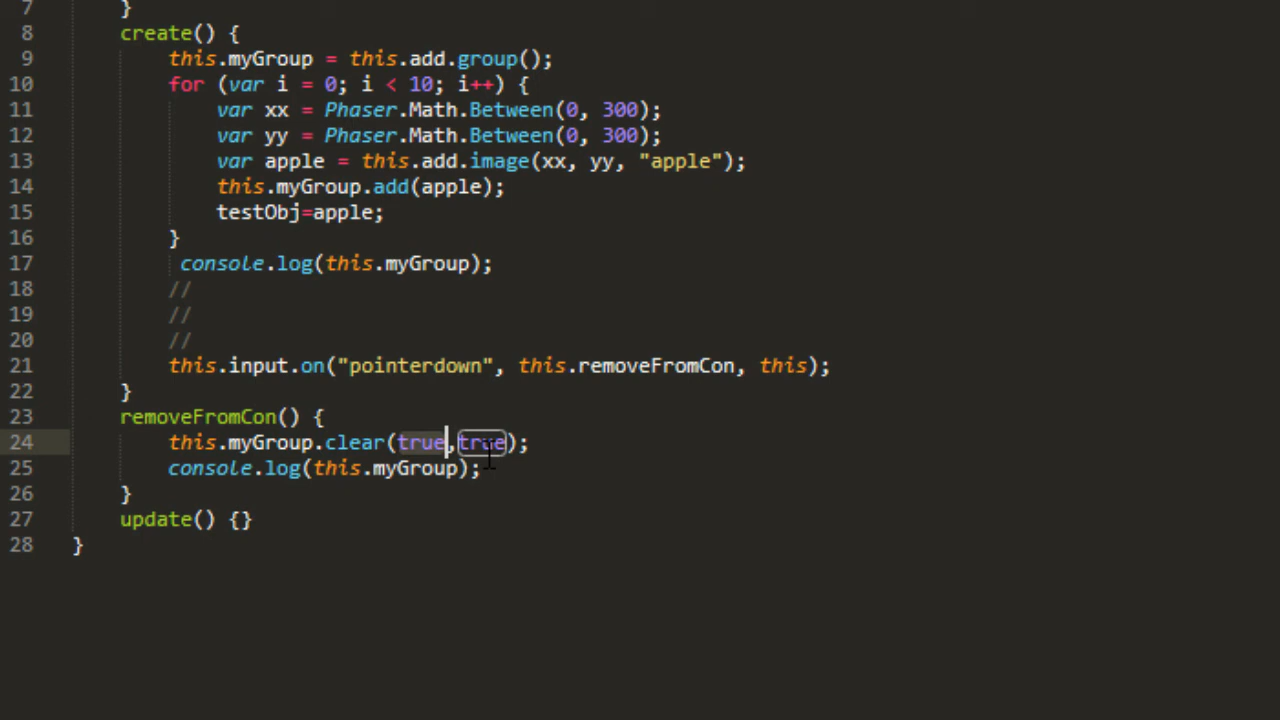 7 }
8 create() {
9 this.myGroup = this.add.group();
10 for (var i = 0; i < 10; i++) {
11 var xx = Phaser.Math.Between(0, 300);
12 var yy = Phaser.Math.Between(0, 300);
13 var apple = this.add.image(xx, yy, "apple");
14 this.myGroup.add(apple);
15 testObj=apple;
16 }
17 console.log(this.myGroup);
18 //
19 //
20 //
21 this.input.on("pointerdown", this.removeFromCon, this);
22 }
23 removeFromCon() {
24 this.myGroup.clear(true,true);
25 console.log(this.myGroup);
26 }
27 update() {}
28 }